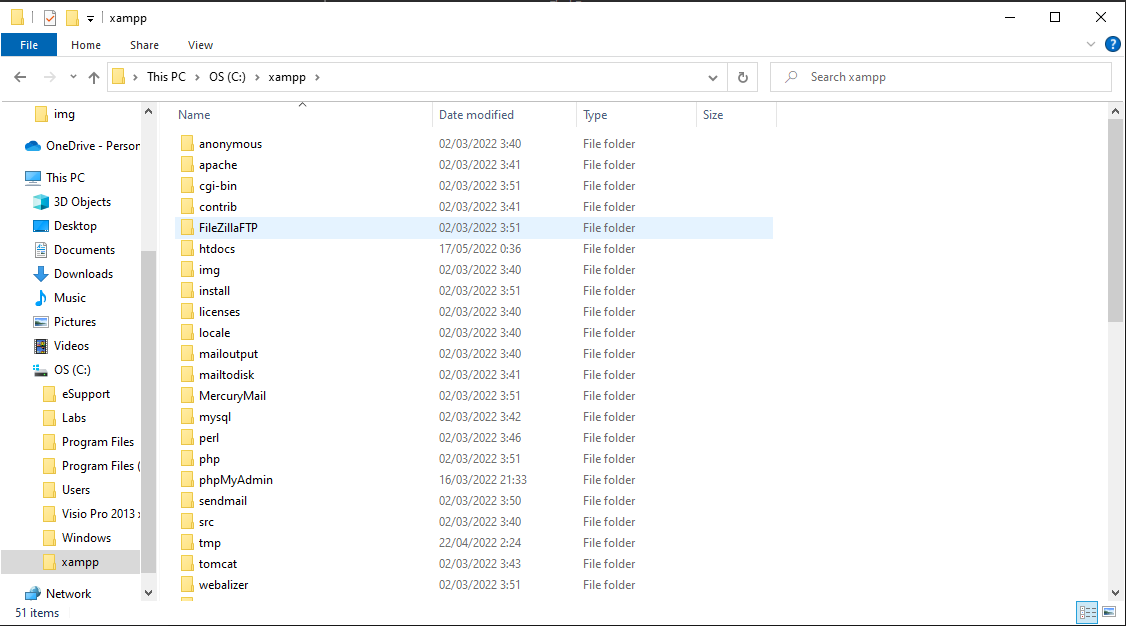 xampp
File Home Share View
This PC OS (C:) xampp
Search xampp
img
OneDrive - Person
This PC
3D Objects
Desktop
Documents
Downloads
Music
Pictures
Videos
OS (C:)
eSupport
Labs
Program Files
Program Files (
Users
Visio Pro 2013 x
Windows
xampp
Network
Name Date modified Type Size
anonymous 02/03/2022 3:40 File folder
apache 02/03/2022 3:41 File folder
cgi-bin 02/03/2022 3:51 File folder
contrib 02/03/2022 3:41 File folder
FileZillaFTP 02/03/2022 3:51 File folder
htdocs 17/05/2022 0:36 File folder
img 02/03/2022 3:40 File folder
install 02/03/2022 3:51 File folder
licenses 02/03/2022 3:40 File folder
locale 02/03/2022 3:40 File folder
mailoutput 02/03/2022 3:40 File folder
mailtodisk 02/03/2022 3:41 File folder
MercuryMail 02/03/2022 3:51 File folder
mysql 02/03/2022 3:42 File folder
perl 02/03/2022 3:46 File folder
php 02/03/2022 3:51 File folder
phpMyAdmin 16/03/2022 21:33 File folder
sendmail 02/03/2022 3:50 File folder
src 02/03/2022 3:40 File folder
tmp 22/04/2022 2:24 File folder
tomcat 02/03/2022 3:43 File folder
webalizer 02/03/2022 3:51 File folder
51 items